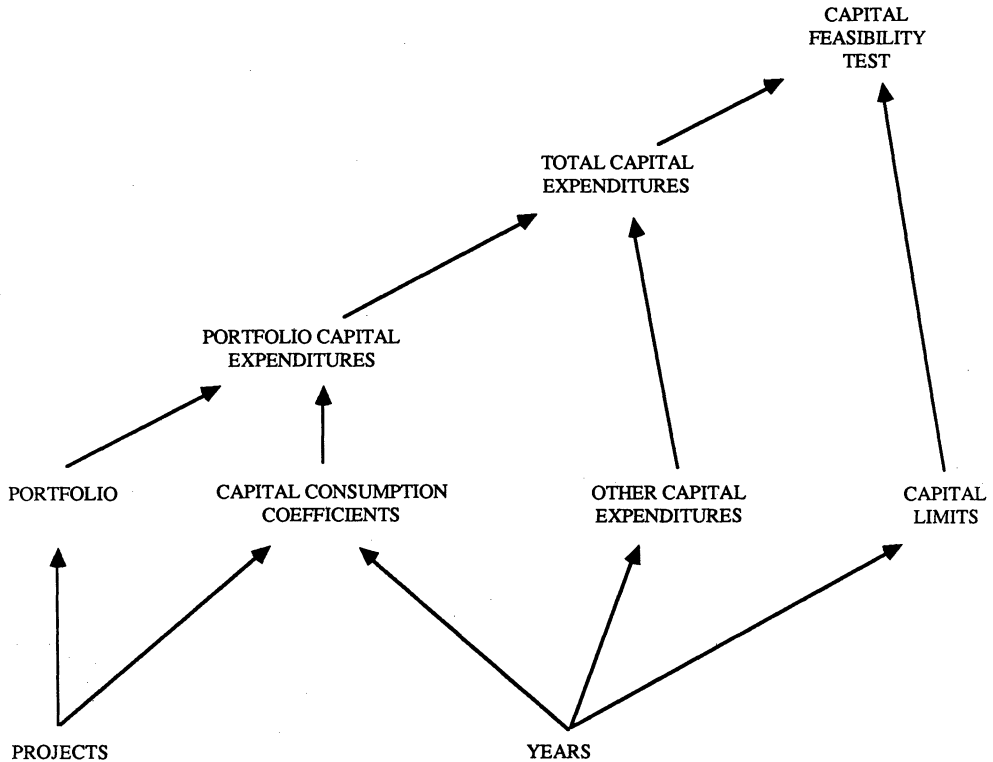 CAPITAL
FEASIBILITY
TEST
TOTAL CAPITAL
EXPENDITURES
PORTFOLIO CAPITAL
EXPENDITURES
PORTFOLIO
CAPITAL CONSUMPTION
COEFFICIENTS
OTHER CAPITAL
EXPENDITURES
CAPITAL
LIMITS
PROJECTS
YEARS